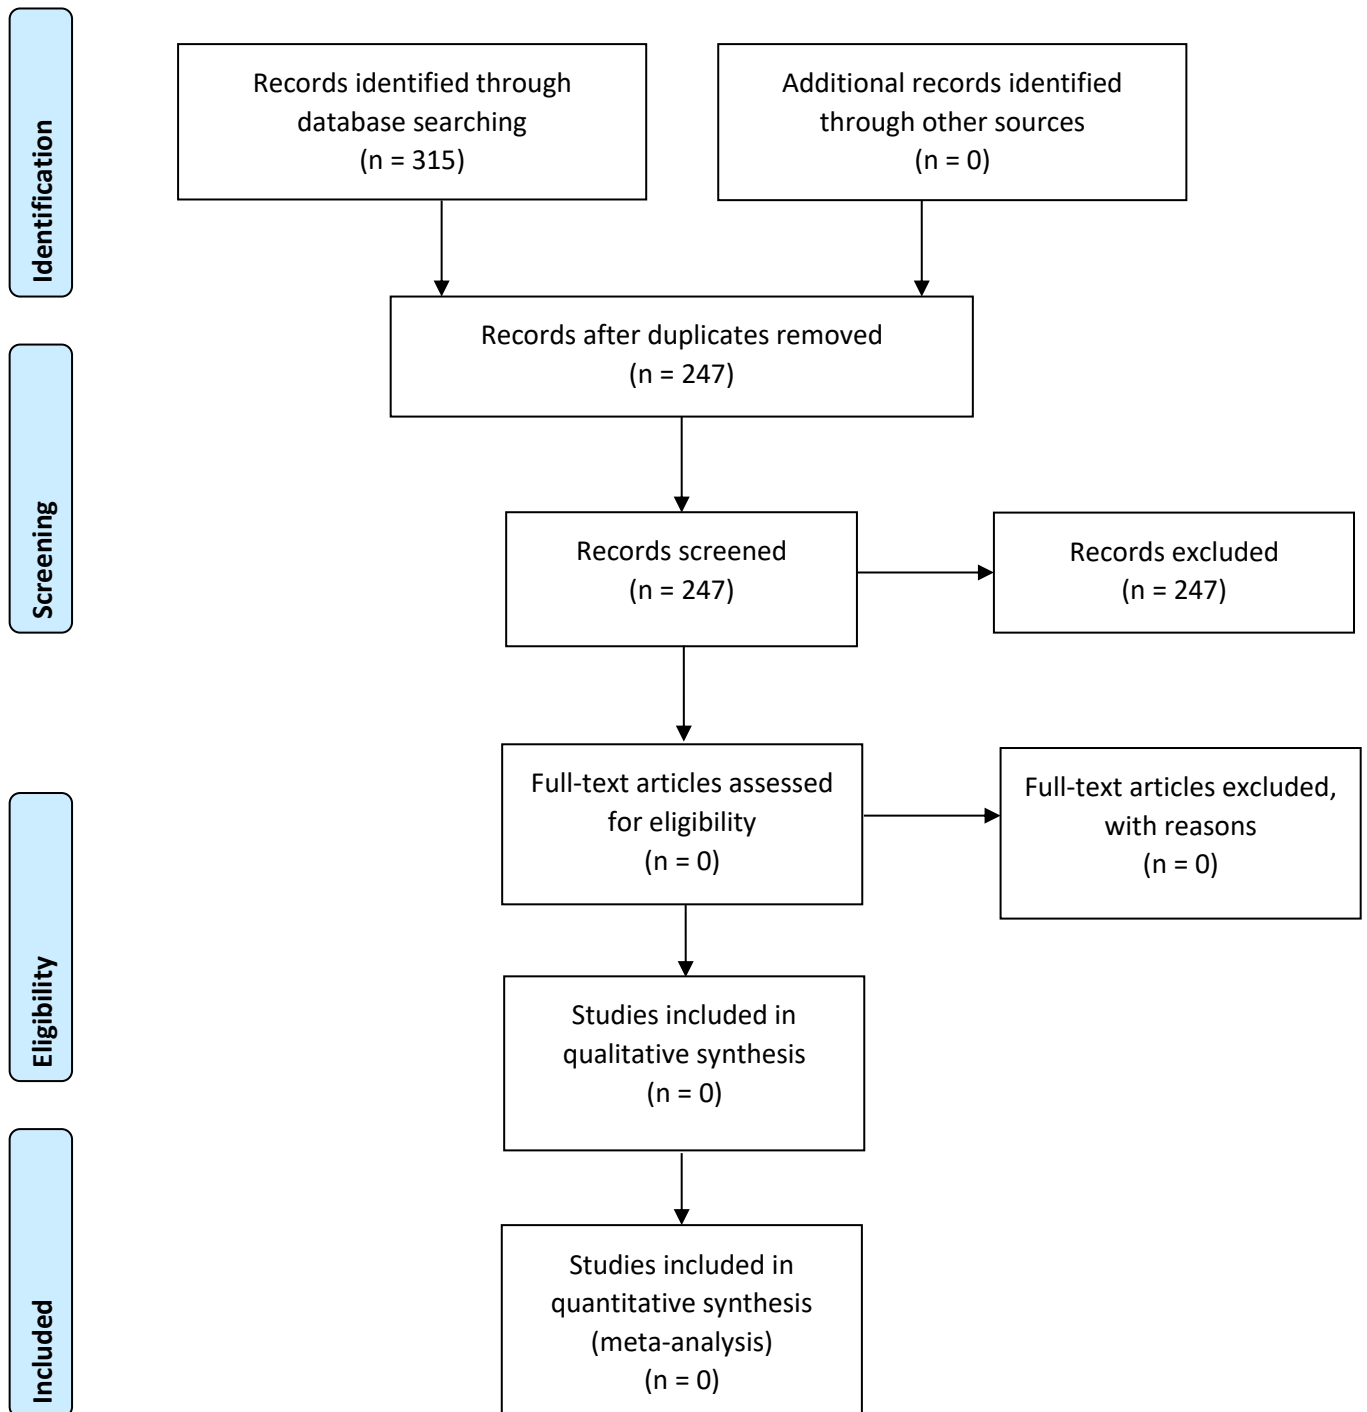 Identification
Records identified through
database searching
(n = 315)
Additional records identified
through other sources
(n = 0)
Records after duplicates removed
(n = 247)
Screening
Records screened
(n = 247)
Records excluded
(n = 247)
Eligibility
Full-text articles assessed
for eligibility
(n = 0)
Full-text articles excluded,
with reasons
(n = 0)
Studies included in
qualitative synthesis
(n = 0)
Included
Studies included in
quantitative synthesis
(meta-analysis)
(n = 0)